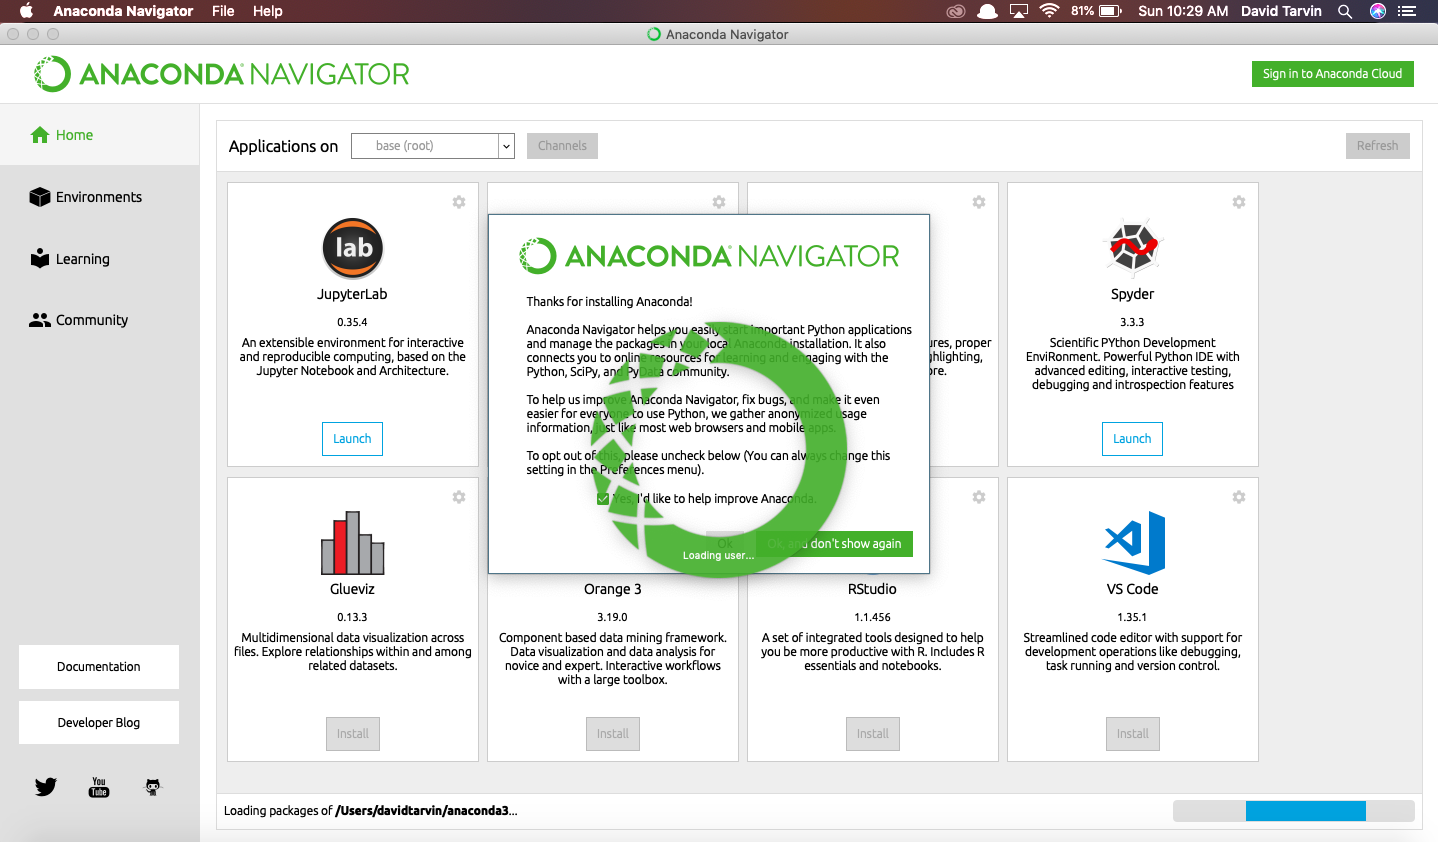 Anaconda Navigator File Help
81% Sun 10:29 AM David Tarvin
Anaconda Navigator
ANACONDA NAVIGATOR
Sign in to Anaconda Cloud
Home
Environments
Learning
Community
Documentation
Developer Blog
You
Tube
Applications on base (root) Channels Refresh
lab
JupyterLab
0.35.4
An extensible environment for interactive
and reproducible computing, based on the
Jupyter Notebook and Architecture.
Launch
ANACONDA NAVIGATOR
Thanks for installing Anaconda!
Anaconda Navigator helps you easily start important Python applications
and manage the packages in your local Anaconda installation. It also
connects you to online resources for learning and engaging with the
Python, SciPy, and PyData community.
To help us improve Anaconda Navigator, fix bugs, and make it even
easier for everyone to use Python, we gather anonymized usage
information, just like most web browsers and mobile apps.
To opt out of this, please uncheck below (You can always change this
setting in the Preferences menu).
Yes, I'd like to help improve Anaconda.
Ok Ok, and don't show again
Loading user...
ures, proper
ghlighting,
ore.
Spyder
3.3.3
Scientific PYthon Development
EnviRonment. Powerful Python IDE with
advanced editing, interactive testing,
debugging and introspection features
Launch
Glueviz
0.13.3
Multidimensional data visualization across
files. Explore relationships within and among
related datasets.
Install
Orange 3
3.19.0
Component based data mining framework.
Data visualization and data analysis for
novice and expert. Interactive workflows
with a large toolbox.
Install
RStudio
1.1.456
A set of integrated tools designed to help
you be more productive with R. Includes R
essentials and notebooks.
Install
VS Code
1.35.1
Streamlined code editor with support for
development operations like debugging,
task running and version control.
Install
Loading packages of /Users/davidtarvin/anaconda3...